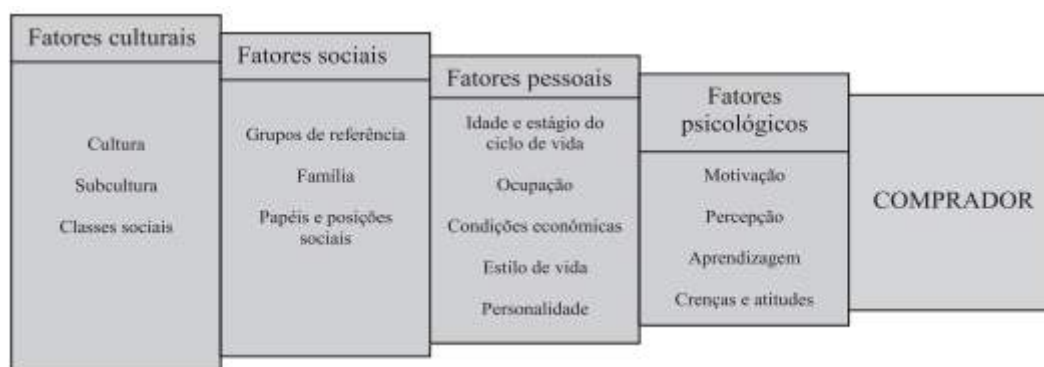 Fatores culturais
Cultura
Subcultura
Classes sociais
Fatores sociais
Grupos de referência
Família
Papéis e posições
sociais
Fatores pessoais
Idade e estágio do
ciclo de vida
Ocupação
Condições econômicas
Estilo de vida
Personalidade
Fatores
psicológicos
Motivação
Percepção
Aprendizagem
Crenças e atitudes
COMPRADOR